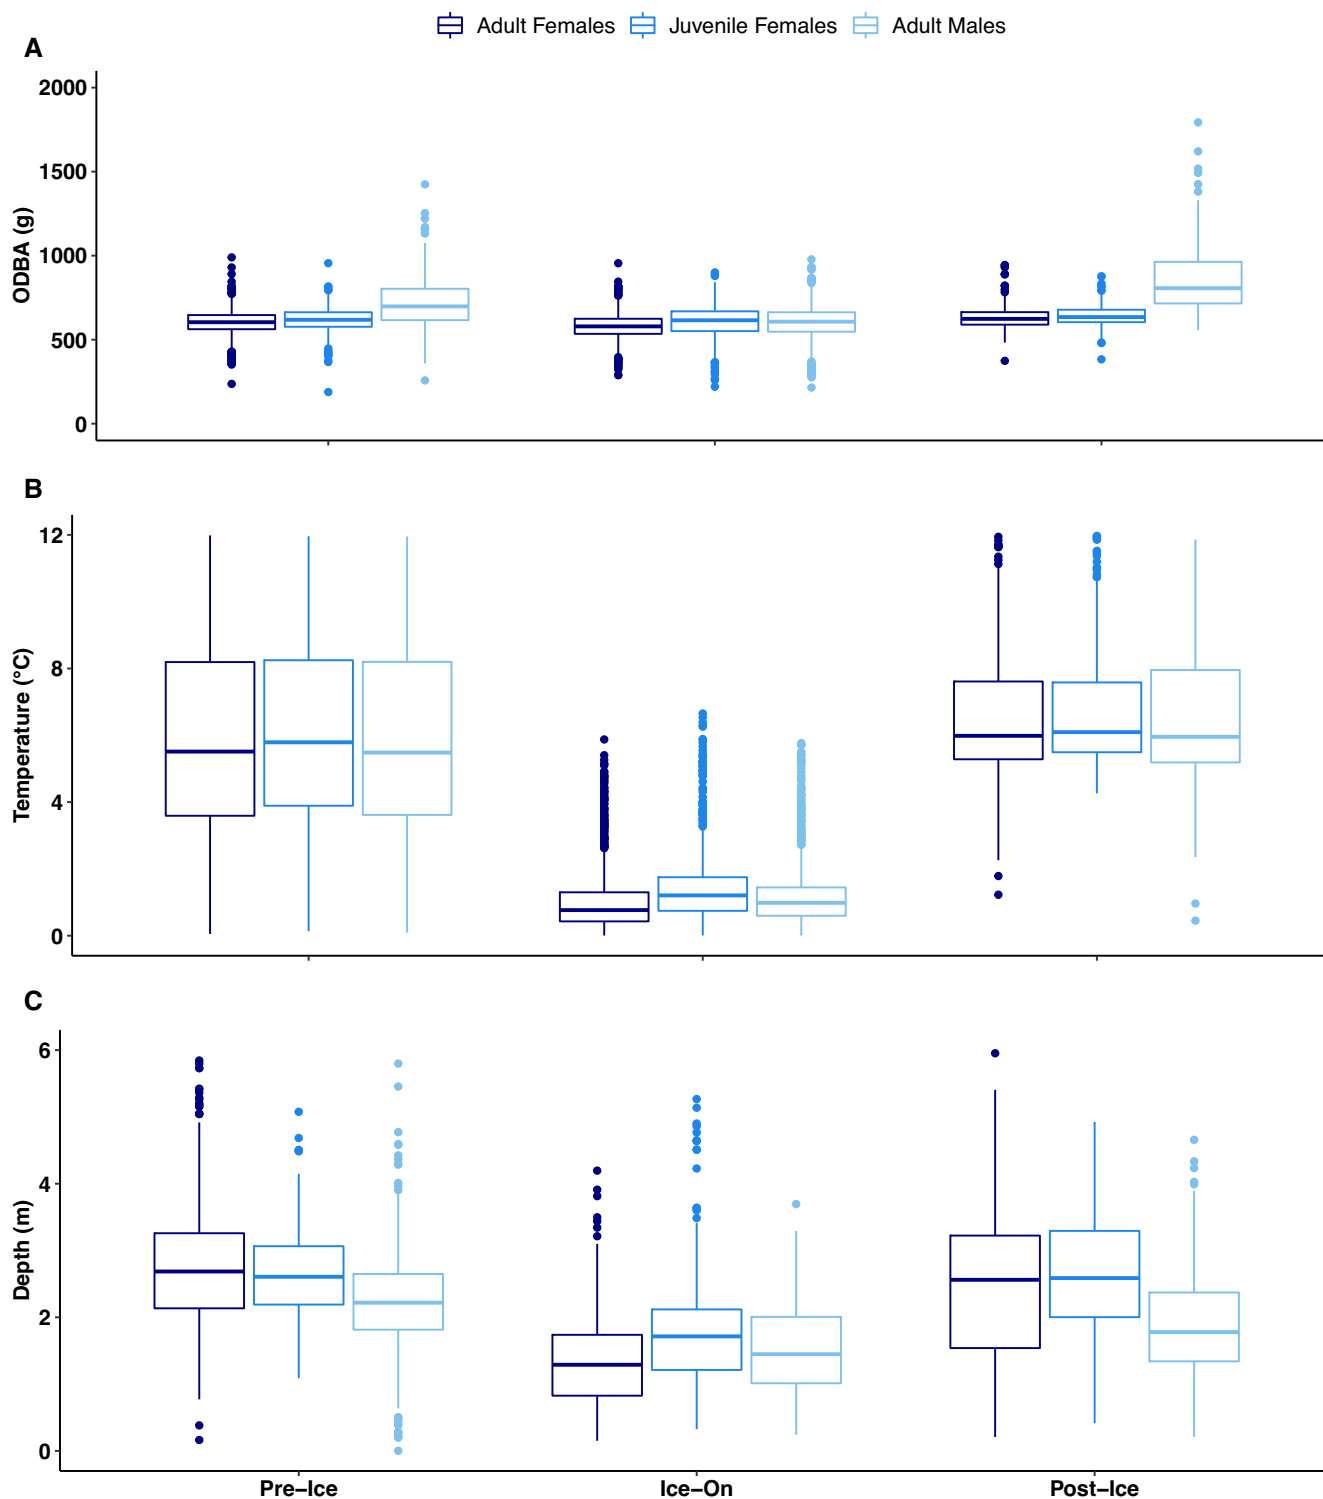 Adult Females Juvenile Females Adult Males
A
2000
1500
1000
500
0
ODBA (g)
B
12
8
4
0
Temperature (°C)
C
6
4
2
0
Depth (m)
Pre–Ice Ice–On Post–Ice